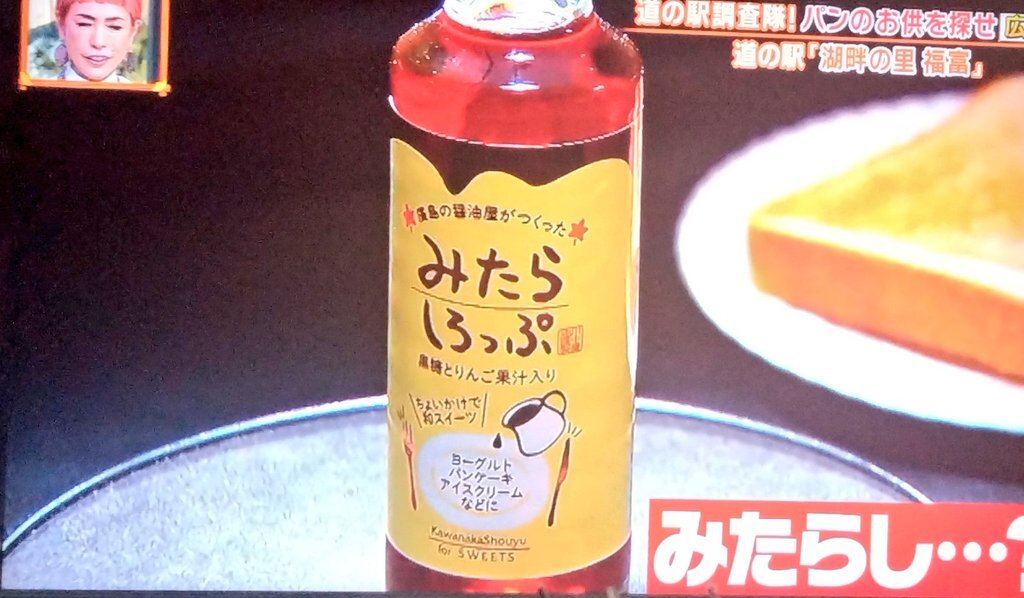 道の駅調査隊！パンのお供を探せ 広
道の駅「湖畔の里 福富」
廣島の醤油屋がつくった
みたら
しろっぷ
黒糖とりんご果汁入り
ちょいかけで
和スイーツ
ヨーグルト
パンケーキ
アイスクリーム
などに
KawanakaShouyu
for SWEETS
みたらし…?